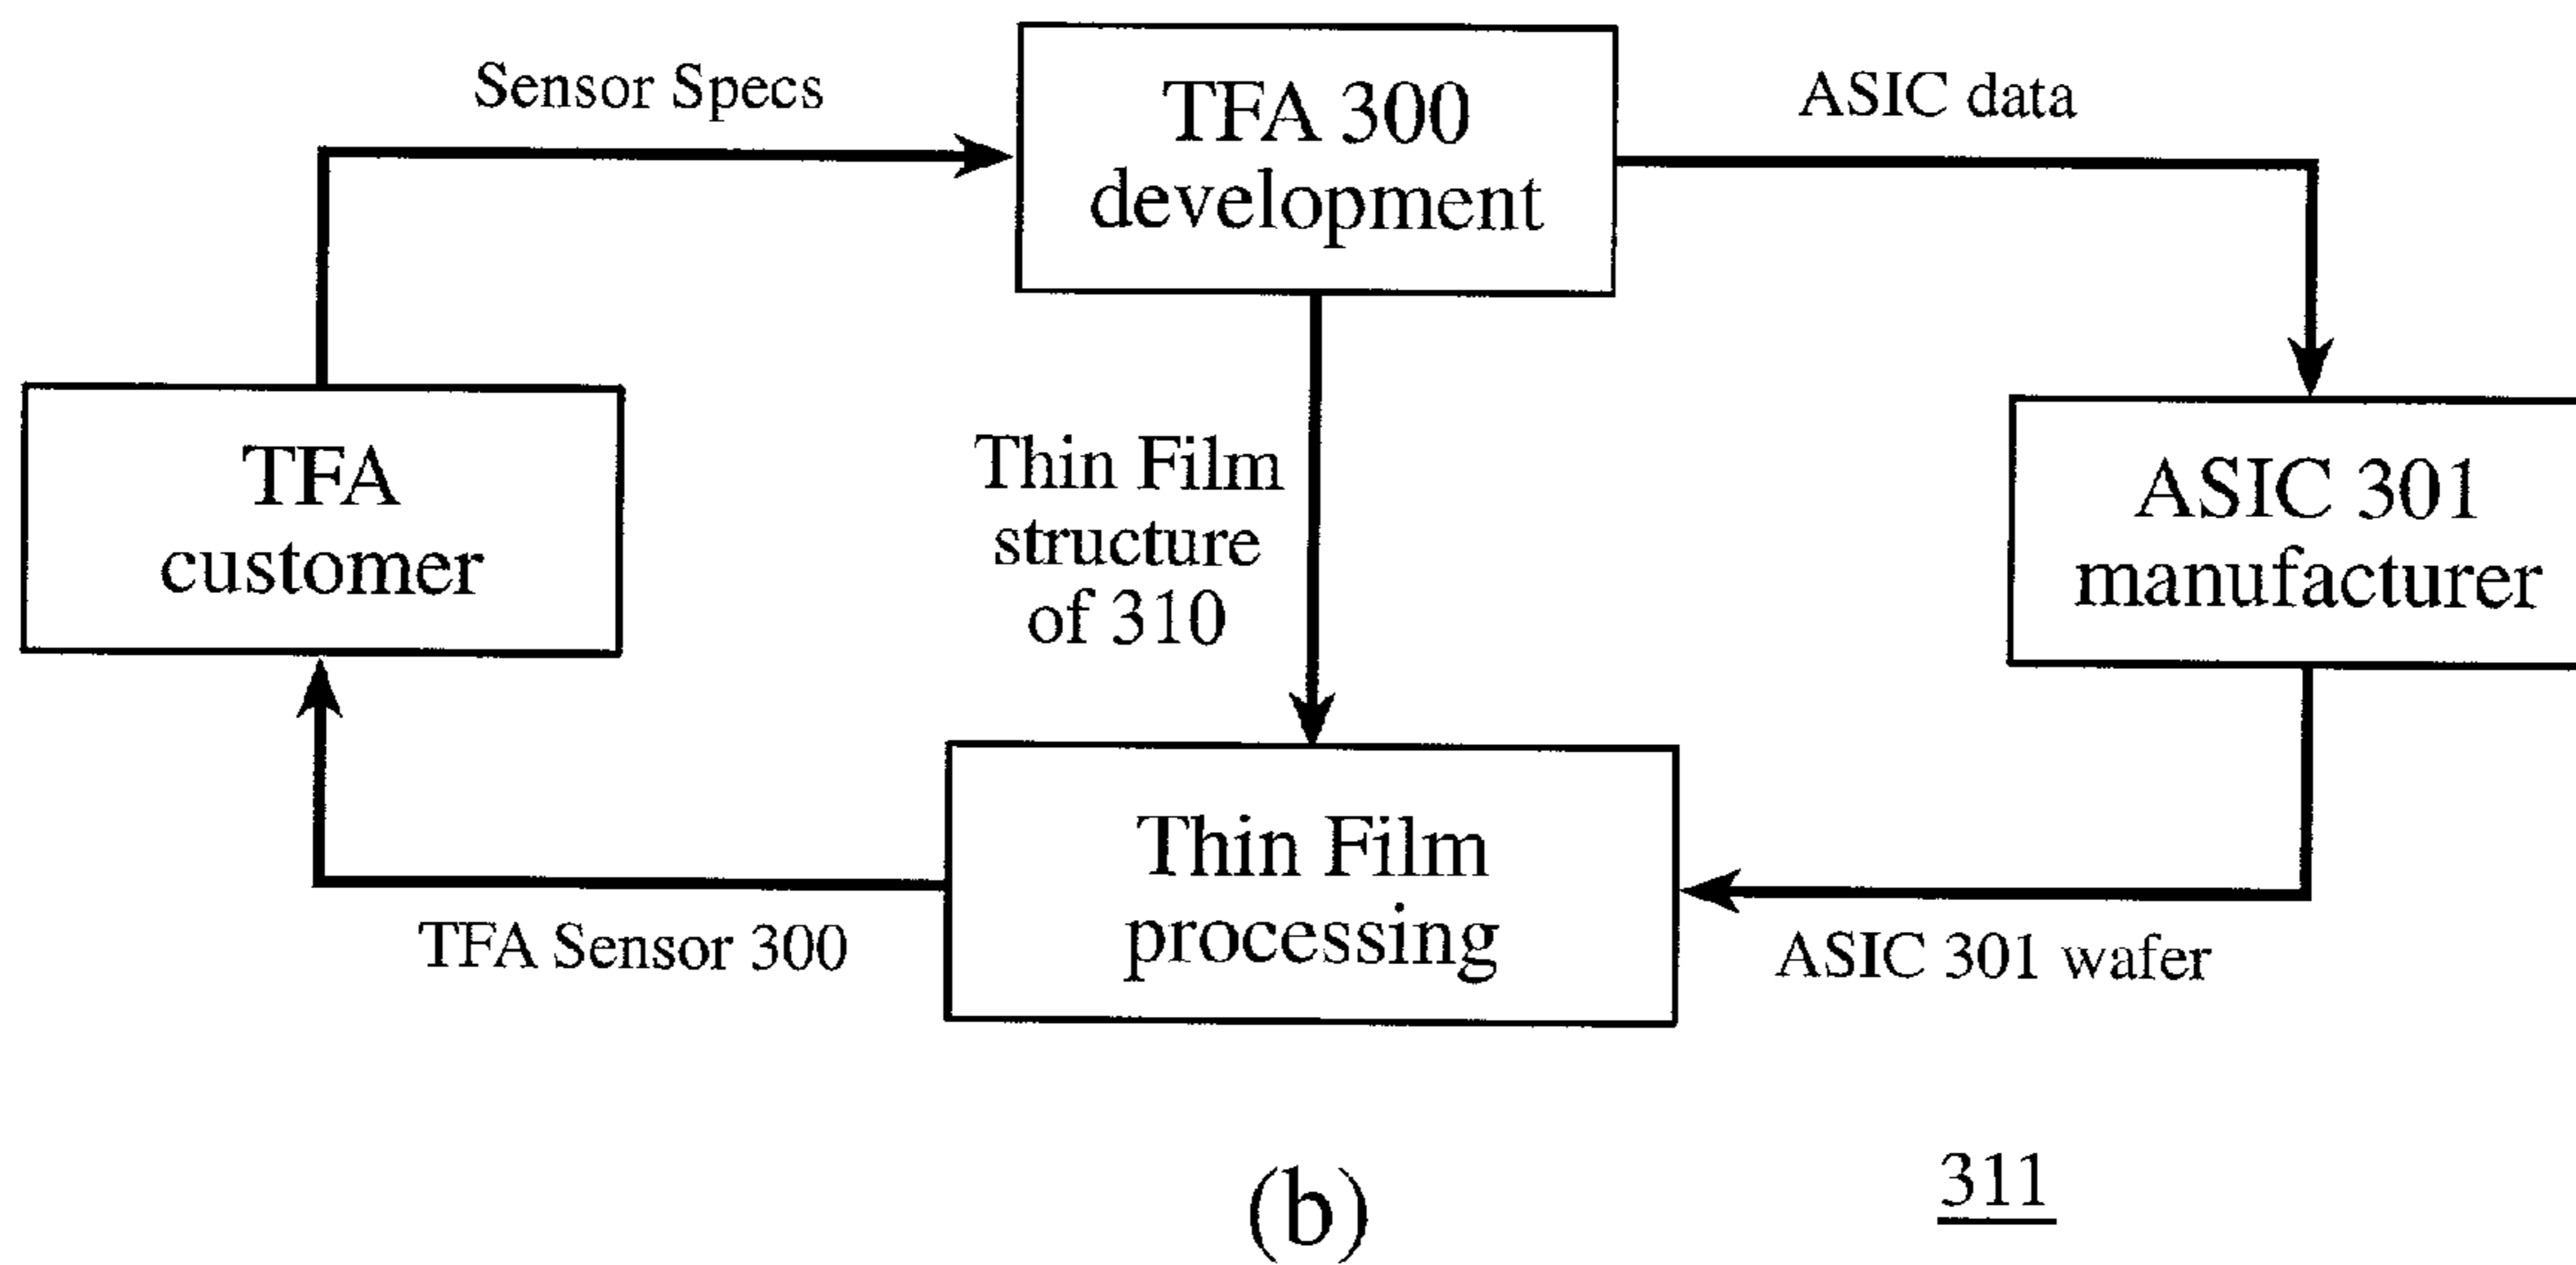 Sensor Specs
TFA 300
development
ASIC data
TFA
customer
Thin Film
structure
of 310
ASIC 301
manufacturer
Thin Film
processing
TFA Sensor 300
ASIC 301 wafer
(b)
311